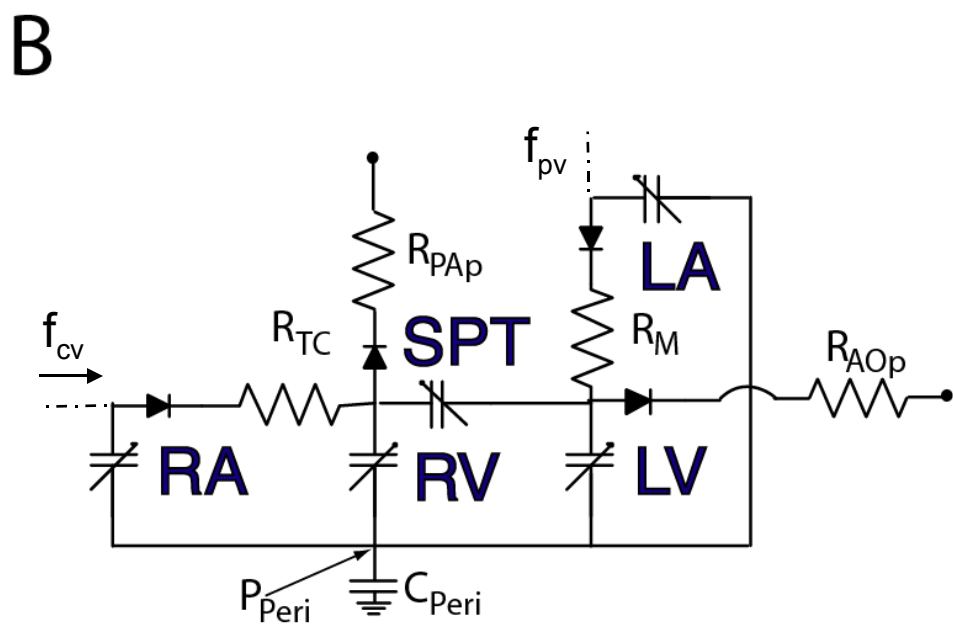 B
f_pv
R_PAp
LA
f_cv
R_TC
SPT
R_M
R_AOp
RA
RV
LV
P_Peri
C_Peri